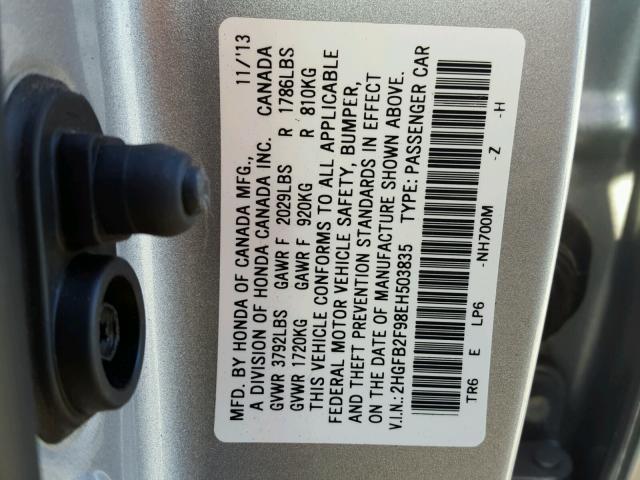 MFD. BY HONDA OF CANADA MFG., 11/'13
A DIVISION OF HONDA CANADA INC. CANADA
GVWR 3792LBS GAWR F 2029LBS R 1786LBS
GVWR 1720KG GAWR F 920KG R 810KG
THIS VEHICLE CONFORMS TO ALL APPLICABLE
FEDERAL MOTOR VEHICLE SAFETY, BUMPER,
AND THEFT PREVENTION STANDARDS IN EFFECT
ON THE DATE OF MANUFACTURE SHOWN ABOVE.
V.I.N.: 2HGFB2F98EH503835 TYPE: PASSENGER CAR
TR6 E LP6 -NH700M -Z -H